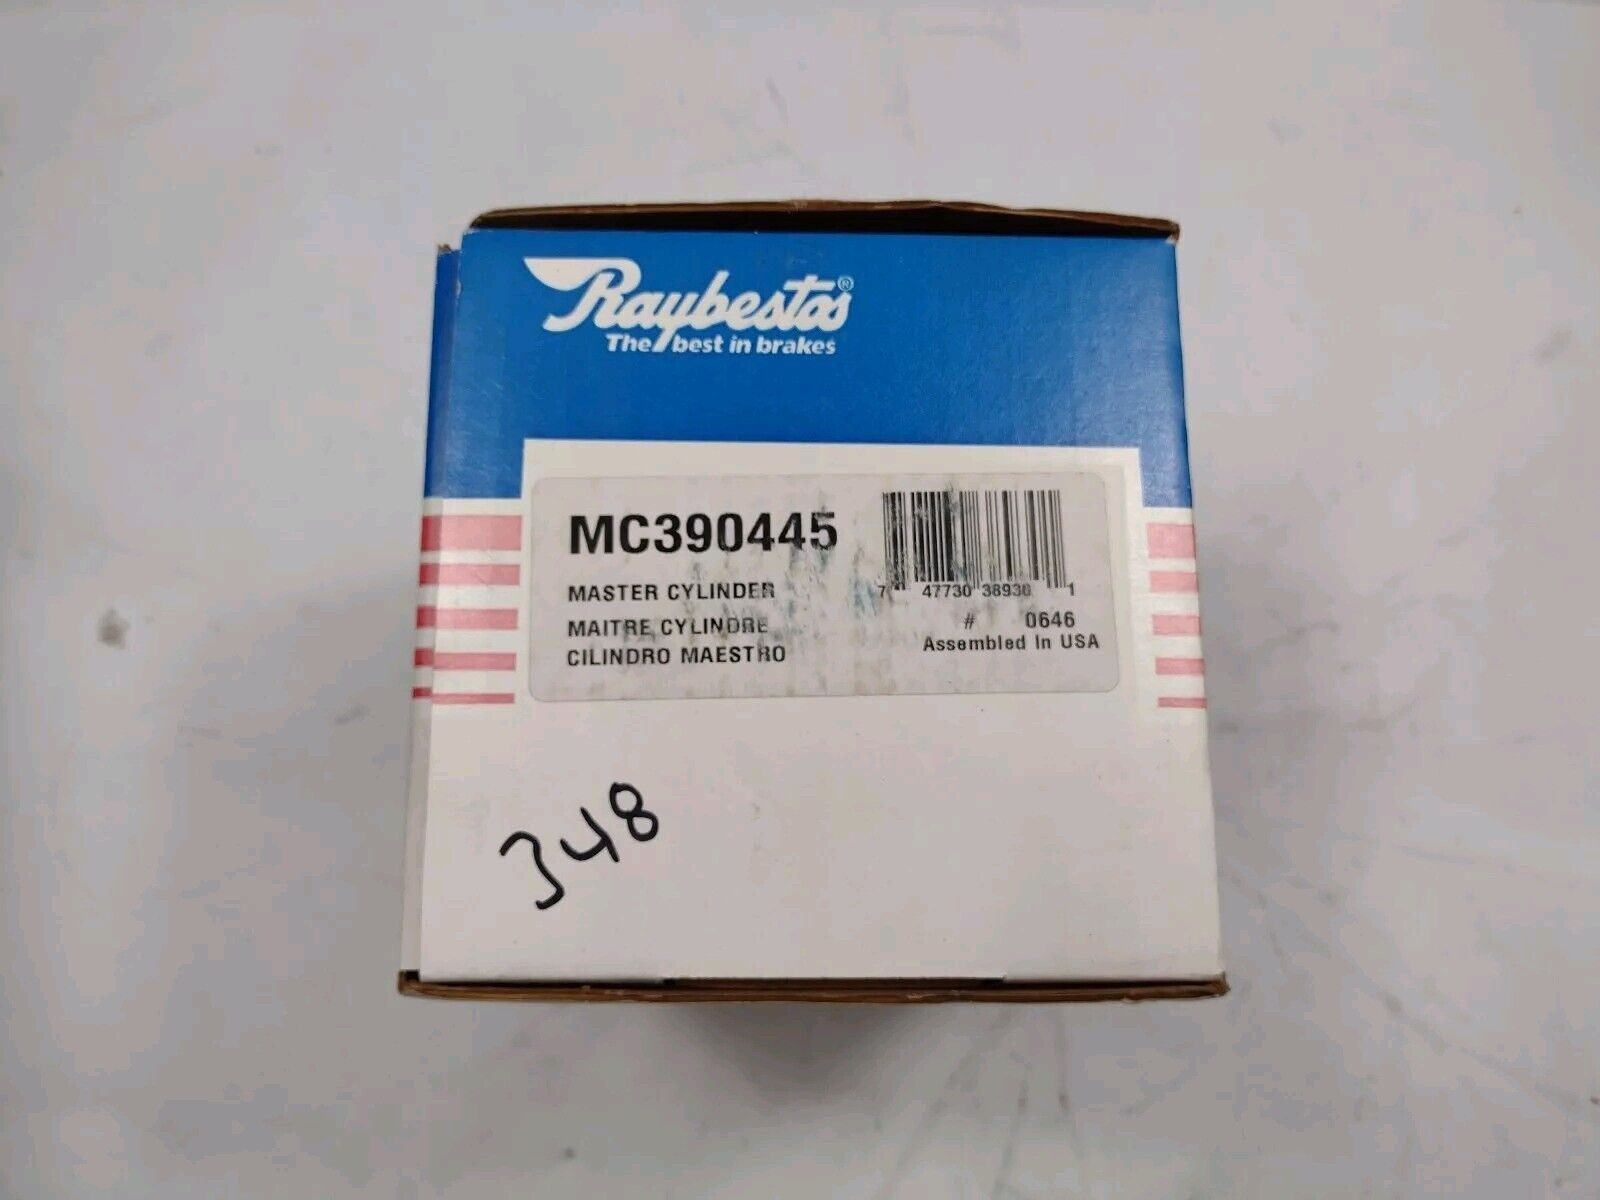 Raybestos®
The best in brakes
MC390445
MASTER CYLINDER
MAITRE CYLINDRE
CILINDRO MAESTRO
7 47730 38930 1
# 0646
Assembled In USA
348